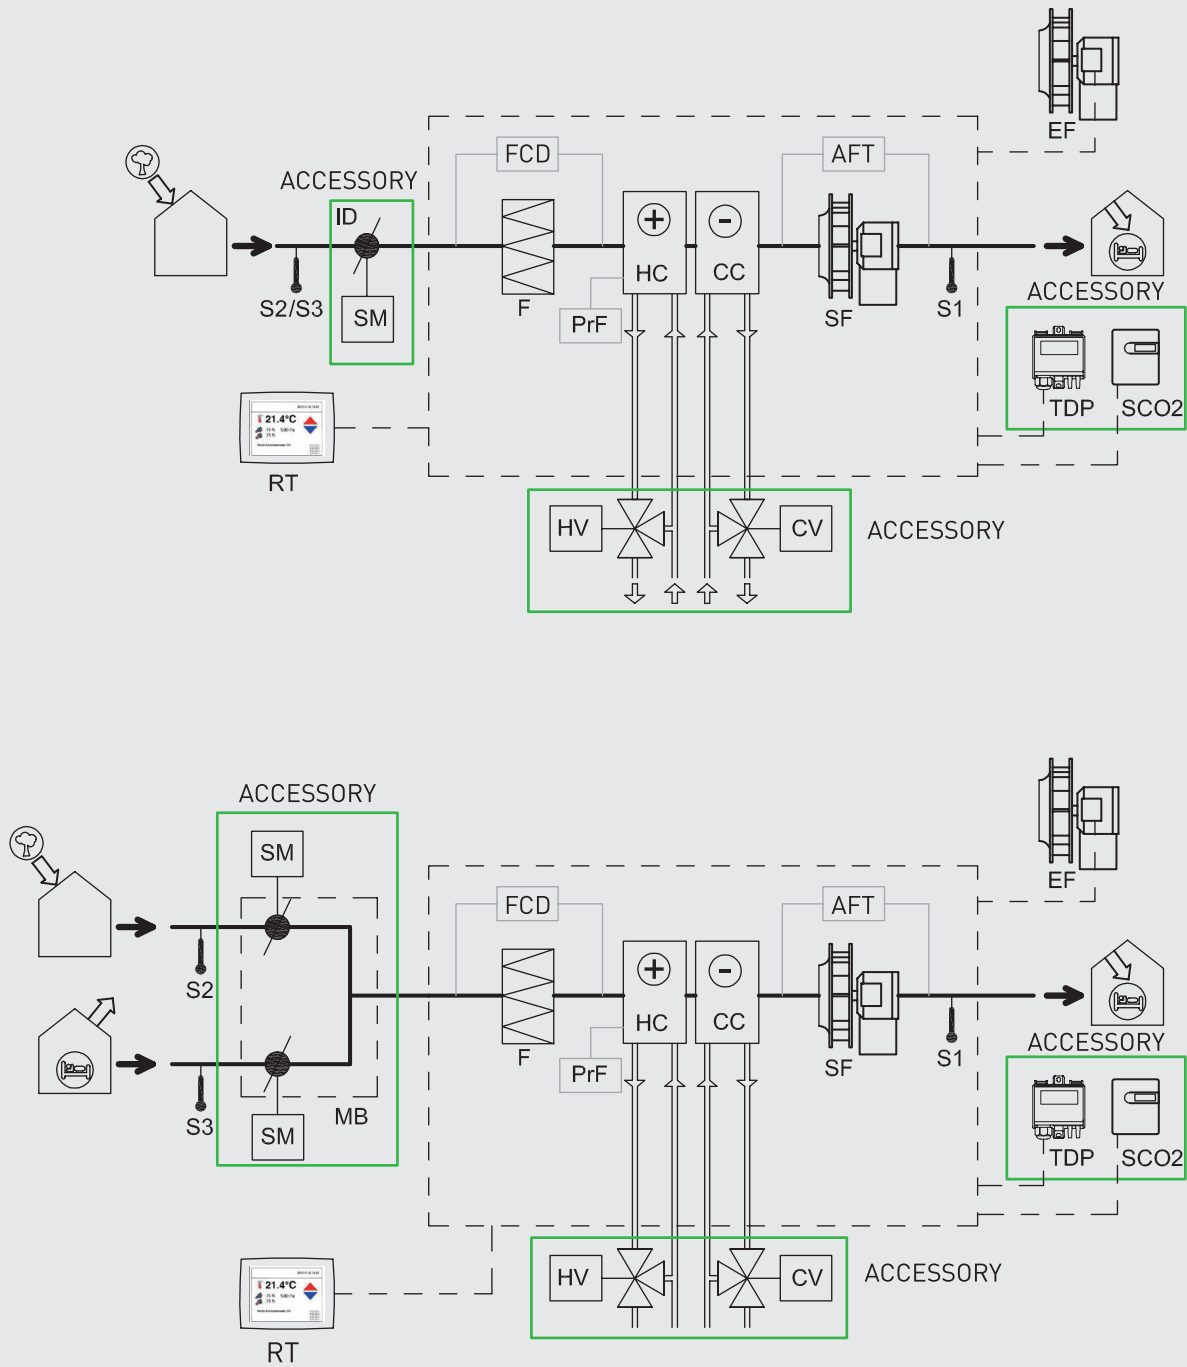 EF
FCD
AFT
ACCESSORY
ID
HC
CC
S2/S3
SM
F
PrF
SF
S1
ACCESSORY
TDP
SCO2
21.4°C
RT
HV
CV
ACCESSORY
ACCESSORY
SM
EF
FCD
AFT
S2
HC
CC
F
PrF
SF
S1
ACCESSORY
S3
SM
MB
TDP
SCO2
21.4°C
RT
HV
CV
ACCESSORY